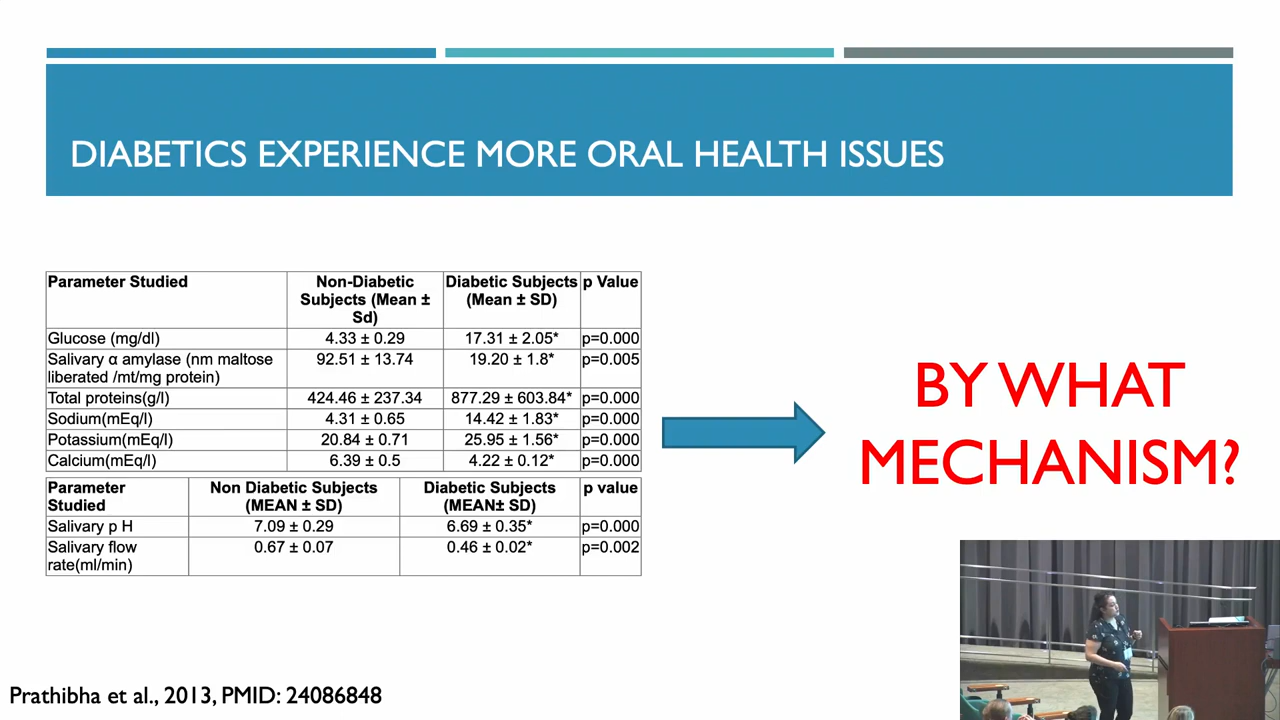 DIABETICS EXPERIENCE MORE ORAL HEALTH ISSUES
Parameter Studied Non-Diabetic Subjects (Mean ± Sd) Diabetic Subjects (Mean ± SD) p Value
Glucose (mg/dl) 4.33 ± 0.29 17.31 ± 2.05* p=0.000
Salivary α amylase (nm maltose liberated /mt/mg protein) 92.51 ± 13.74 19.20 ± 1.8* p=0.005
Total proteins(g/l) 424.46 ± 237.34 877.29 ± 603.84* p=0.000
Sodium(mEq/l) 4.31 ± 0.65 14.42 ± 1.83* p=0.000
Potassium(mEq/l) 20.84 ± 0.71 25.95 ± 1.56* p=0.000
Calcium(mEq/l) 6.39 ± 0.5 4.22 ± 0.12* p=0.000
Parameter Studied Non Diabetic Subjects (MEAN ± SD) Diabetic Subjects (MEAN± SD) p value
Salivary p H 7.09 ± 0.29 6.69 ± 0.35* p=0.000
Salivary flow rate(ml/min) 0.67 ± 0.07 0.46 ± 0.02* p=0.002
BY WHAT
MECHANISM?
Prathibha et al., 2013, PMID: 24086848